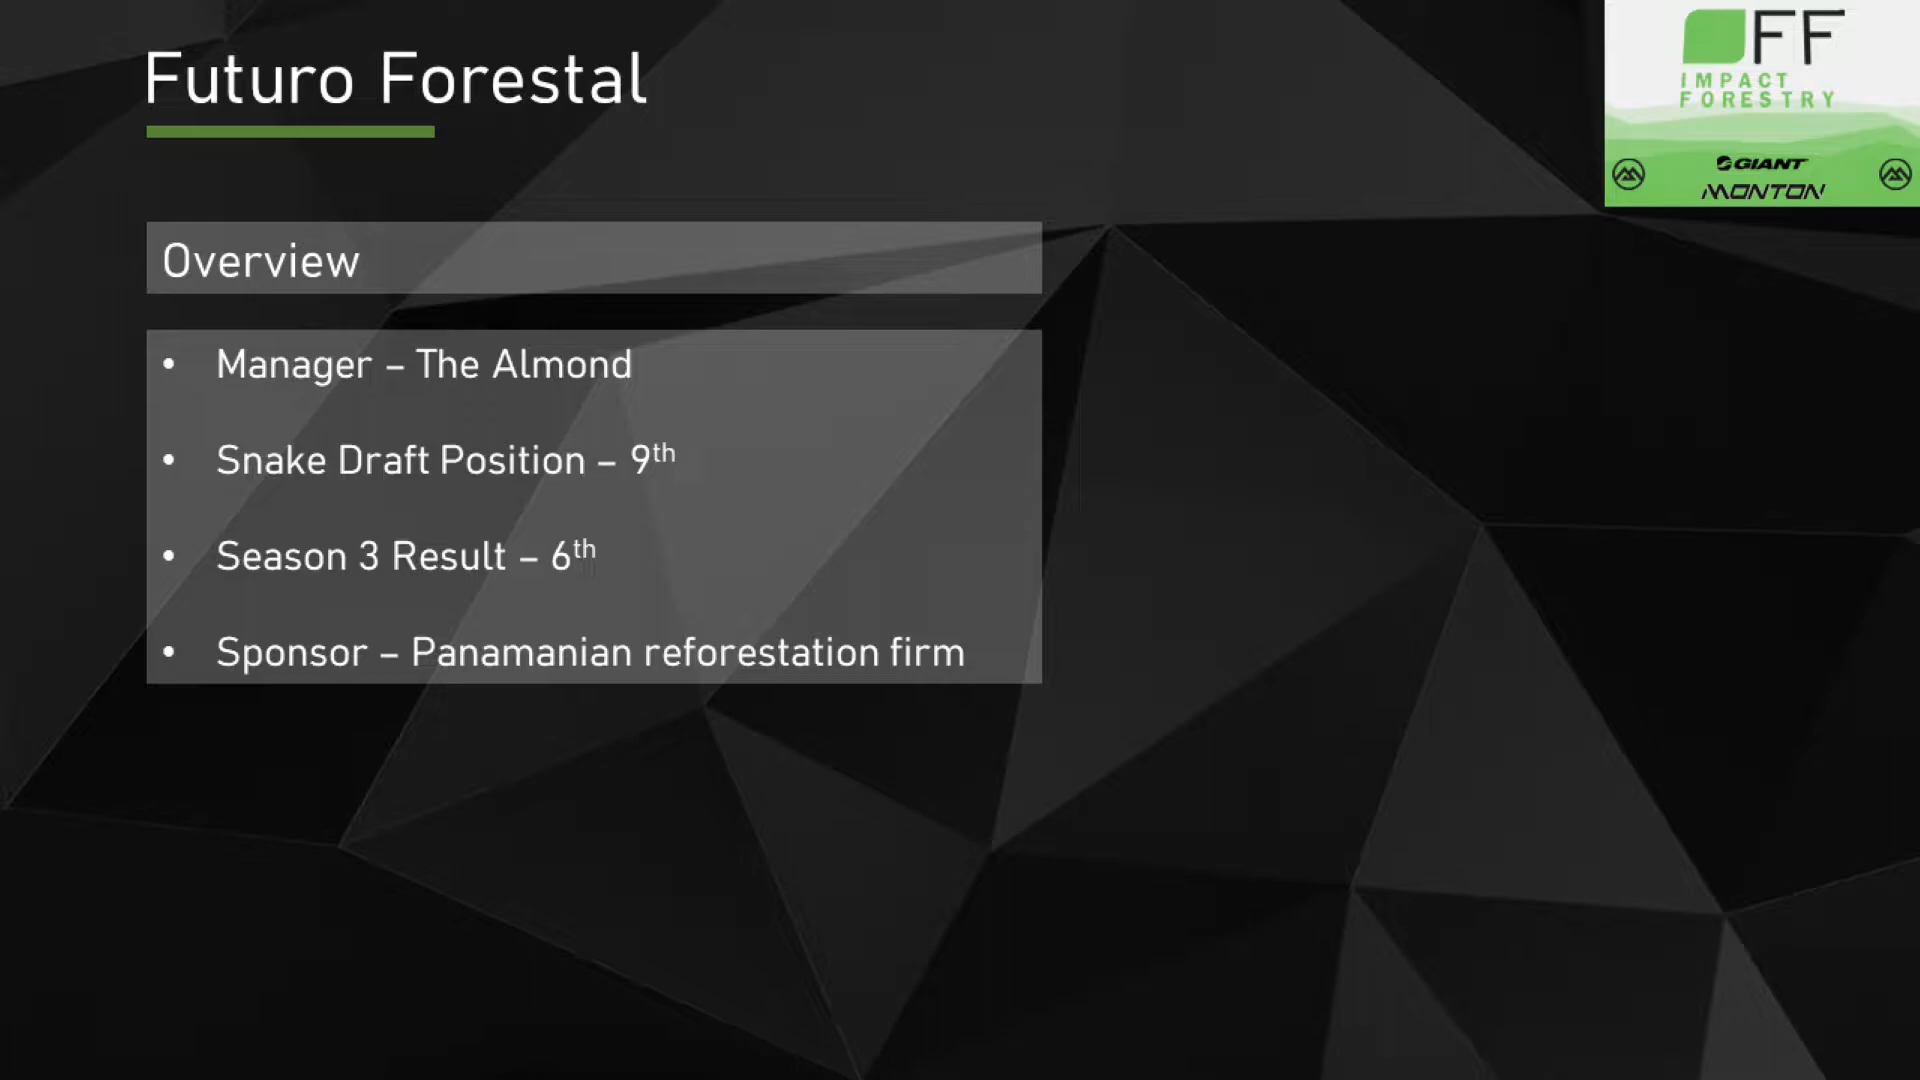 Futuro Forestal
FF
IMPACT
FORESTRY
GIANT
MONTON
Overview
• Manager – The Almond
• Snake Draft Position – 9th
• Season 3 Result – 6th
• Sponsor – Panamanian reforestation firm